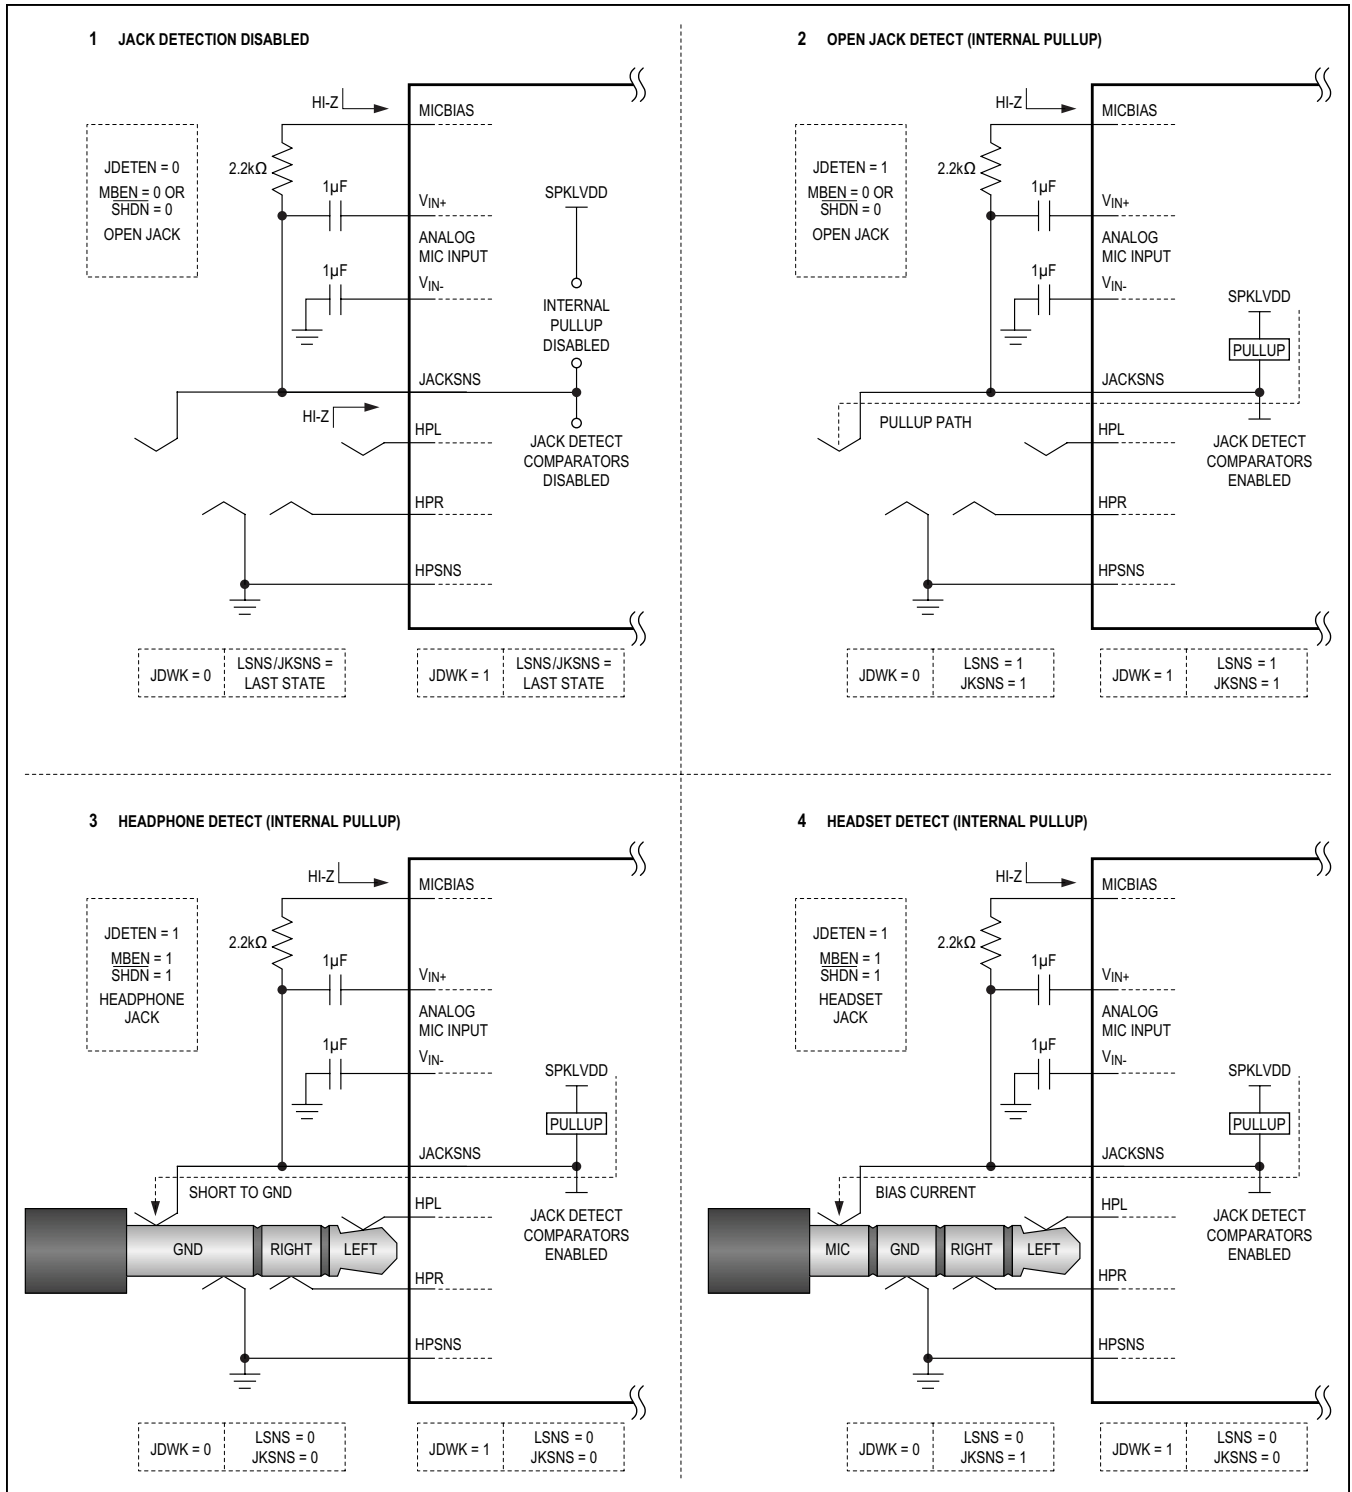 1 JACK DETECTION DISABLED
HI-Z
MICBIAS
JDETEN = 0
MBEN = 0 OR
SHDN = 0
OPEN JACK
2.2kΩ
1µF
VIN+
ANALOG
MIC INPUT
1µF
VIN-
SPKLVDD
INTERNAL
PULLUP
DISABLED
JACKSNS
HI-Z
HPL
JACK DETECT
COMPARATORS
DISABLED
HPR
HPSNS
JDWK = 0
LSNS/JKSNS =
LAST STATE
JDWK = 1
LSNS/JKSNS =
LAST STATE
2 OPEN JACK DETECT (INTERNAL PULLUP)
HI-Z
MICBIAS
JDETEN = 1
MBEN = 0 OR
SHDN = 0
OPEN JACK
2.2kΩ
1µF
VIN+
ANALOG
MIC INPUT
1µF
VIN-
SPKLVDD
PULLUP
JACKSNS
PULLUP PATH
HPL
JACK DETECT
COMPARATORS
ENABLED
HPR
HPSNS
JDWK = 0
LSNS = 1
JKSNS = 1
JDWK = 1
LSNS = 1
JKSNS = 1
3 HEADPHONE DETECT (INTERNAL PULLUP)
HI-Z
MICBIAS
JDETEN = 1
MBEN = 1
SHDN = 1
HEADPHONE
JACK
2.2kΩ
1µF
VIN+
ANALOG
MIC INPUT
1µF
VIN-
SPKLVDD
PULLUP
JACKSNS
SHORT TO GND
HPL
JACK DETECT
COMPARATORS
ENABLED
GND
RIGHT
LEFT
HPR
HPSNS
JDWK = 0
LSNS = 0
JKSNS = 0
JDWK = 1
LSNS = 0
JKSNS = 0
4 HEADSET DETECT (INTERNAL PULLUP)
HI-Z
MICBIAS
JDETEN = 1
MBEN = 1
SHDN = 1
HEADSET
JACK
2.2kΩ
1µF
VIN+
ANALOG
MIC INPUT
1µF
VIN-
SPKLVDD
PULLUP
JACKSNS
BIAS CURRENT
HPL
JACK DETECT
COMPARATORS
ENABLED
MIC
GND
RIGHT
LEFT
HPR
HPSNS
JDWK = 0
LSNS = 0
JKSNS = 1
JDWK = 1
LSNS = 0
JKSNS = 0